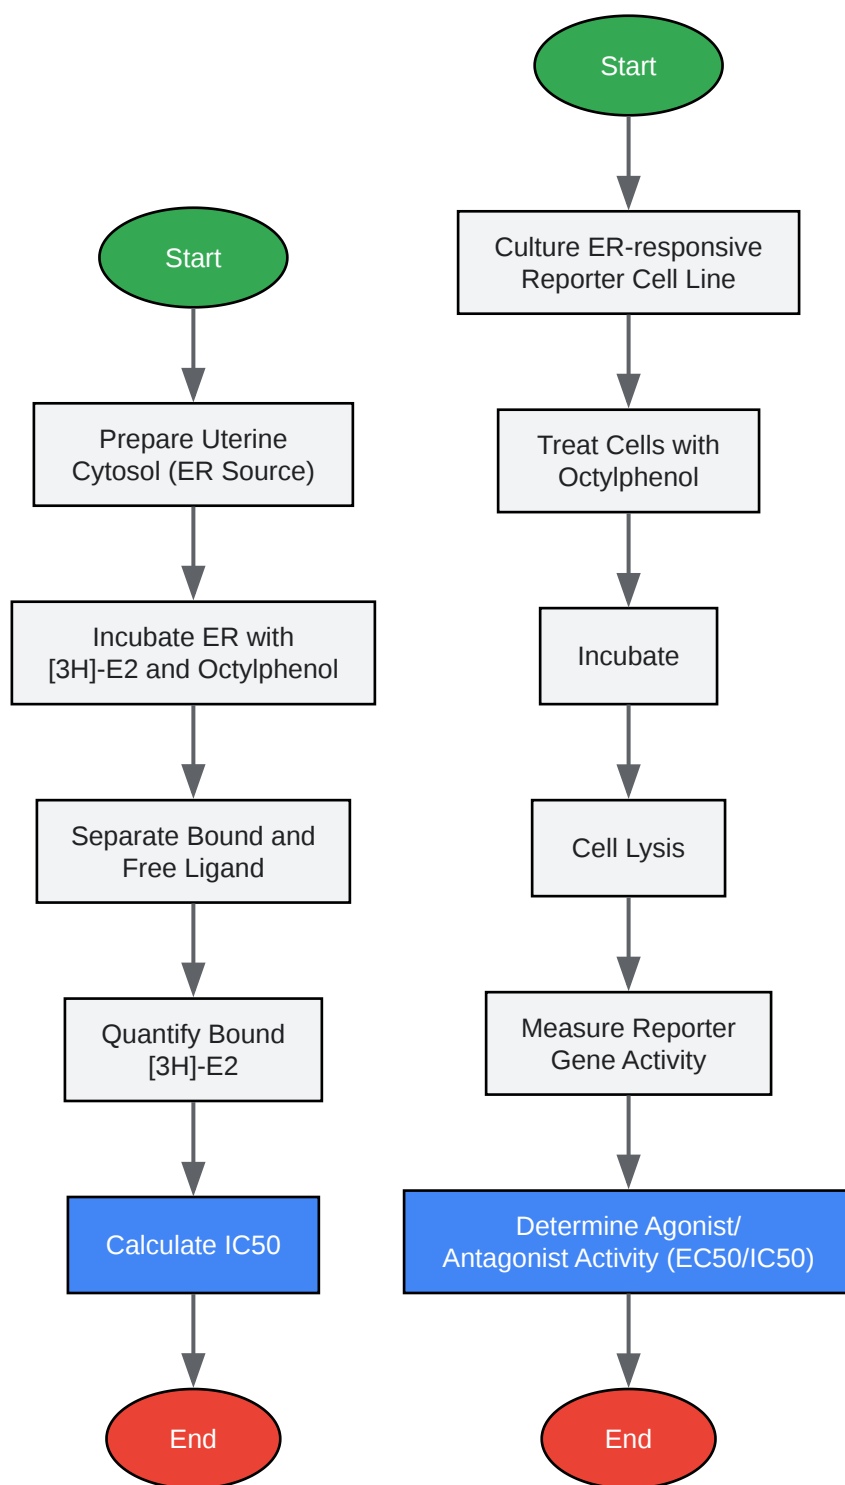 Start
Prepare Uterine
Cytosol (ER Source)
Incubate ER with
[3H]-E2 and Octylphenol
Separate Bound and
Free Ligand
Quantify Bound
[3H]-E2
Calculate IC50
End
Start
Culture ER-responsive
Reporter Cell Line
Treat Cells with
Octylphenol
Incubate
Cell Lysis
Measure Reporter
Gene Activity
Determine Agonist/
Antagonist Activity (EC50/IC50)
End